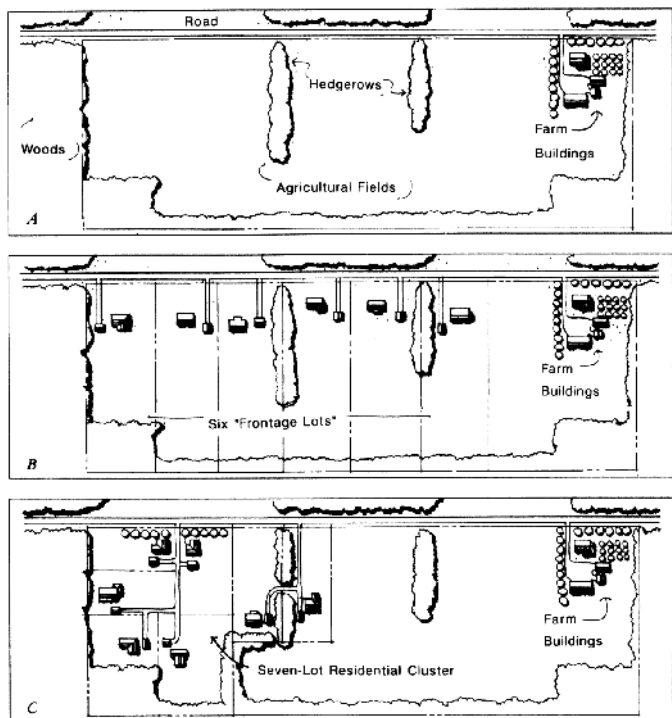 Road
Hedgerows
Woods
Farm
Buildings
Agricultural Fields
A
Farm
Buildings
Six "Frontage Lots"
B
Farm
Buildings
Seven-Lot Residential Cluster
C